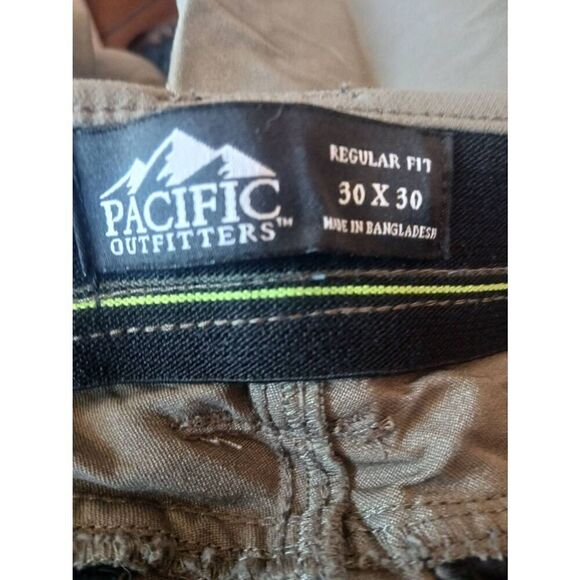 PACIFIC
OUTFITTERS™
REGULAR FIT
30 X 30
MADE IN BANGLADESH